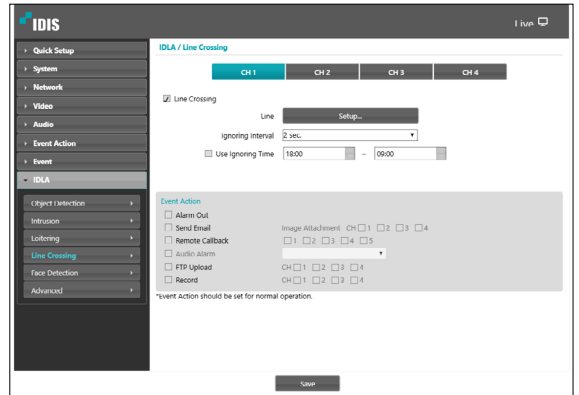 IDIS
Live
Quick Setup
System
Network
Video
Audio
Event Action
Event
IDLA
Object Detection
Intrusion
Loitering
Line Crossing
Face Detection
Advanced
IDLA / Line Crossing
CH 1 CH 2 CH 3 CH 4
Line Crossing
Line Setup...
Ignoring Interval 2 sec.
Use Ignoring Time 18:00 – 09:00
Event Action
Alarm Out
Send Email Image Attachment CH 1 2 3 4
Remote Callback 1 2 3 4 5
Audio Alarm
FTP Upload CH 1 2 3 4
Record CH 1 2 3 4
*Event Action should be set for normal operation.
Save